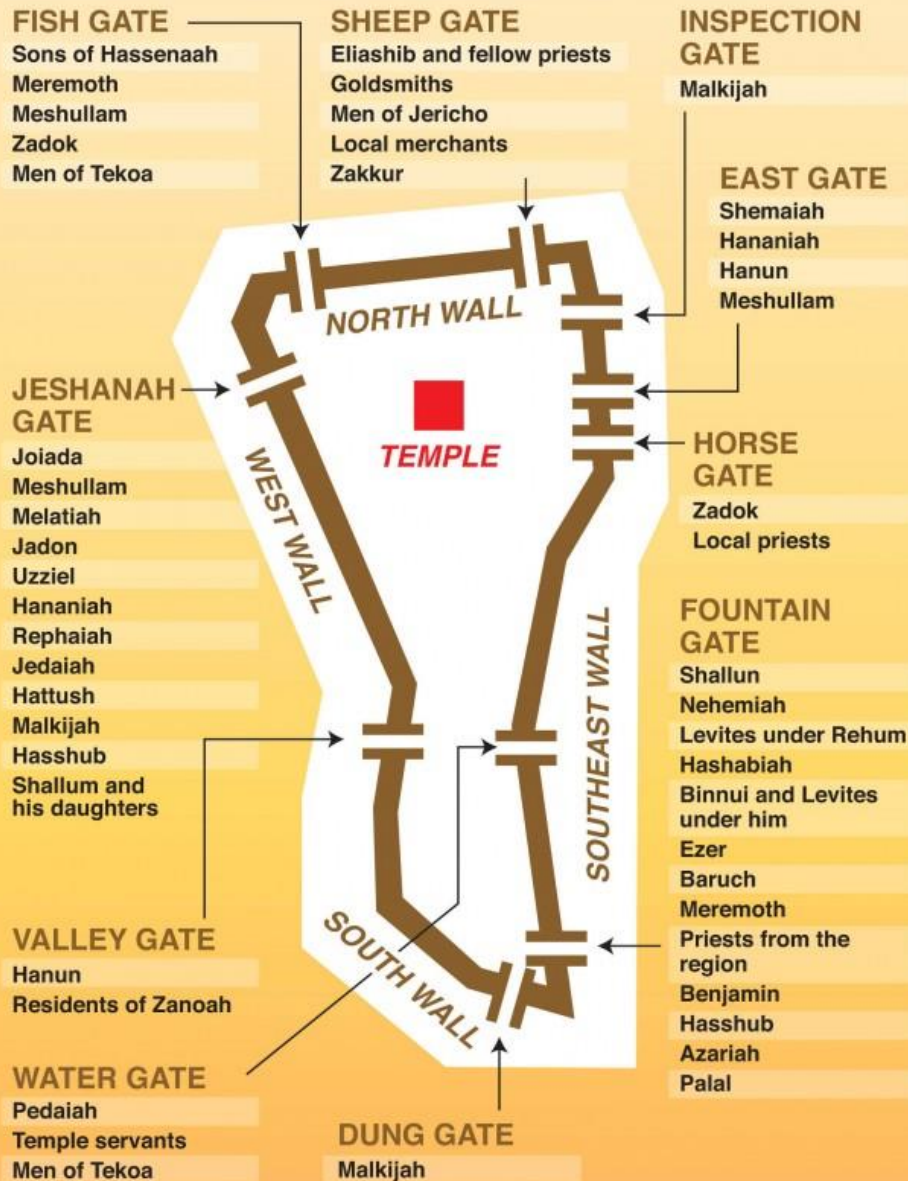 FISH GATE
Sons of Hassenaah
Meremoth
Meshullam
Zadok
Men of Tekoa
SHEEP GATE
Eliashib and fellow priests
Goldsmiths
Men of Jericho
Local merchants
Zakkur
INSPECTION
GATE
Malkijah
EAST GATE
Shemaiah
Hananiah
Hanun
Meshullam
NORTH WALL
TEMPLE
JESHANAH
GATE
Joiada
Meshullam
Melatiah
Jadon
Uzziel
Hananiah
Rephaiah
Jedaiah
Hattush
Malkijah
Hasshub
Shallum and
his daughters
WEST WALL
HORSE
GATE
Zadok
Local priests
SOUTHEAST WALL
FOUNTAIN
GATE
Shallun
Nehemiah
Levites under Rehum
Hashabiah
Binnui and Levites
under him
Ezer
Baruch
Meremoth
Priests from the
region
Benjamin
Hasshub
Azariah
Palal
SOUTH WALL
VALLEY GATE
Hanun
Residents of Zanoah
WATER GATE
Pedaiah
Temple servants
Men of Tekoa
DUNG GATE
Malkijah